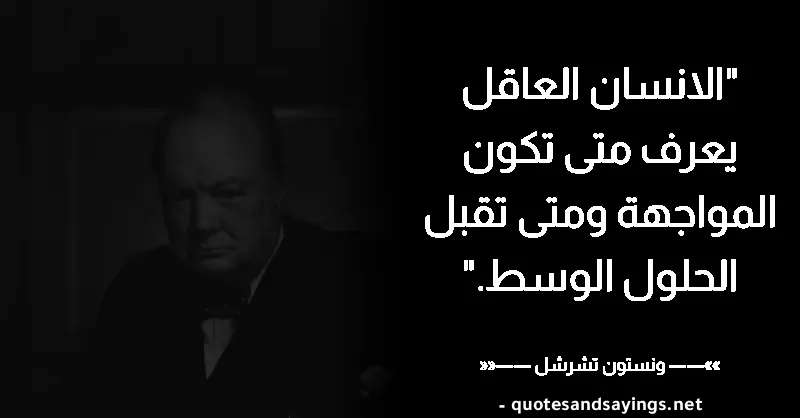 "الانسان العاقل
يعرف متى تكون
المواجهة ومتى تقبل
الحلول الوسط."
»—— ونستون تشرشل ——«
- quotesandsayings.net